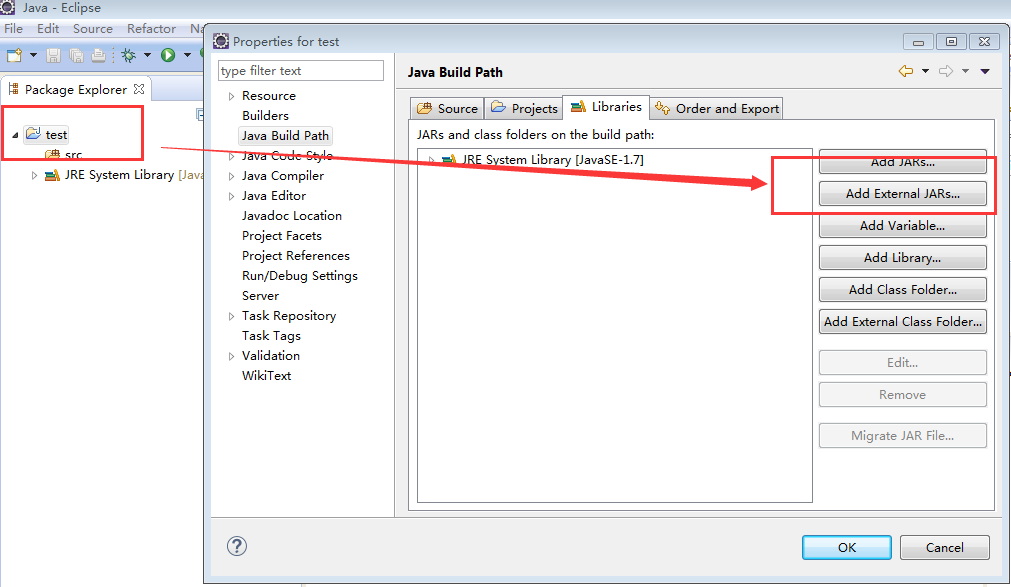 Java - Eclipse
File Edit Source Refactor Na
Package Explorer
test
src
JRE System Library [Java
Properties for test
type filter text
Resource
Builders
Java Build Path
Java Code Style
Java Compiler
Java Editor
Javadoc Location
Project Facets
Project References
Run/Debug Settings
Server
Task Repository
Task Tags
Validation
WikiText
Java Build Path
Source Projects Libraries Order and Export
JARs and class folders on the build path:
JRE System Library [JavaSE-1.7]
Add JARs...
Add External JARs...
Add Variable...
Add Library...
Add Class Folder...
Add External Class Folder...
Edit...
Remove
Migrate JAR File...
OK Cancel